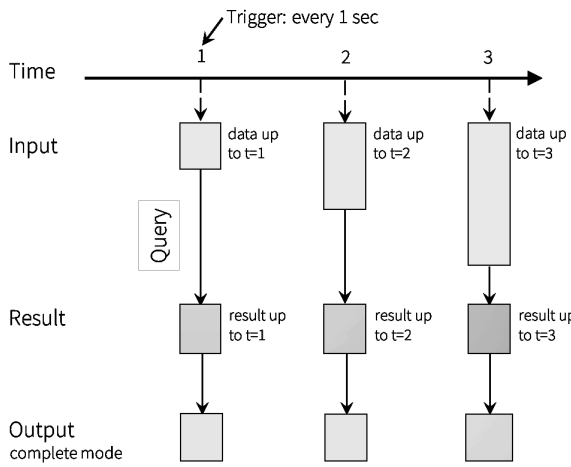 Trigger: every 1 sec
1 2 3
Time
Input
data up
to t=1
data up
to t=2
data up
to t=3
Query
Result
result up
to t=1
result up
to t=2
result up
to t=3
Output
complete mode